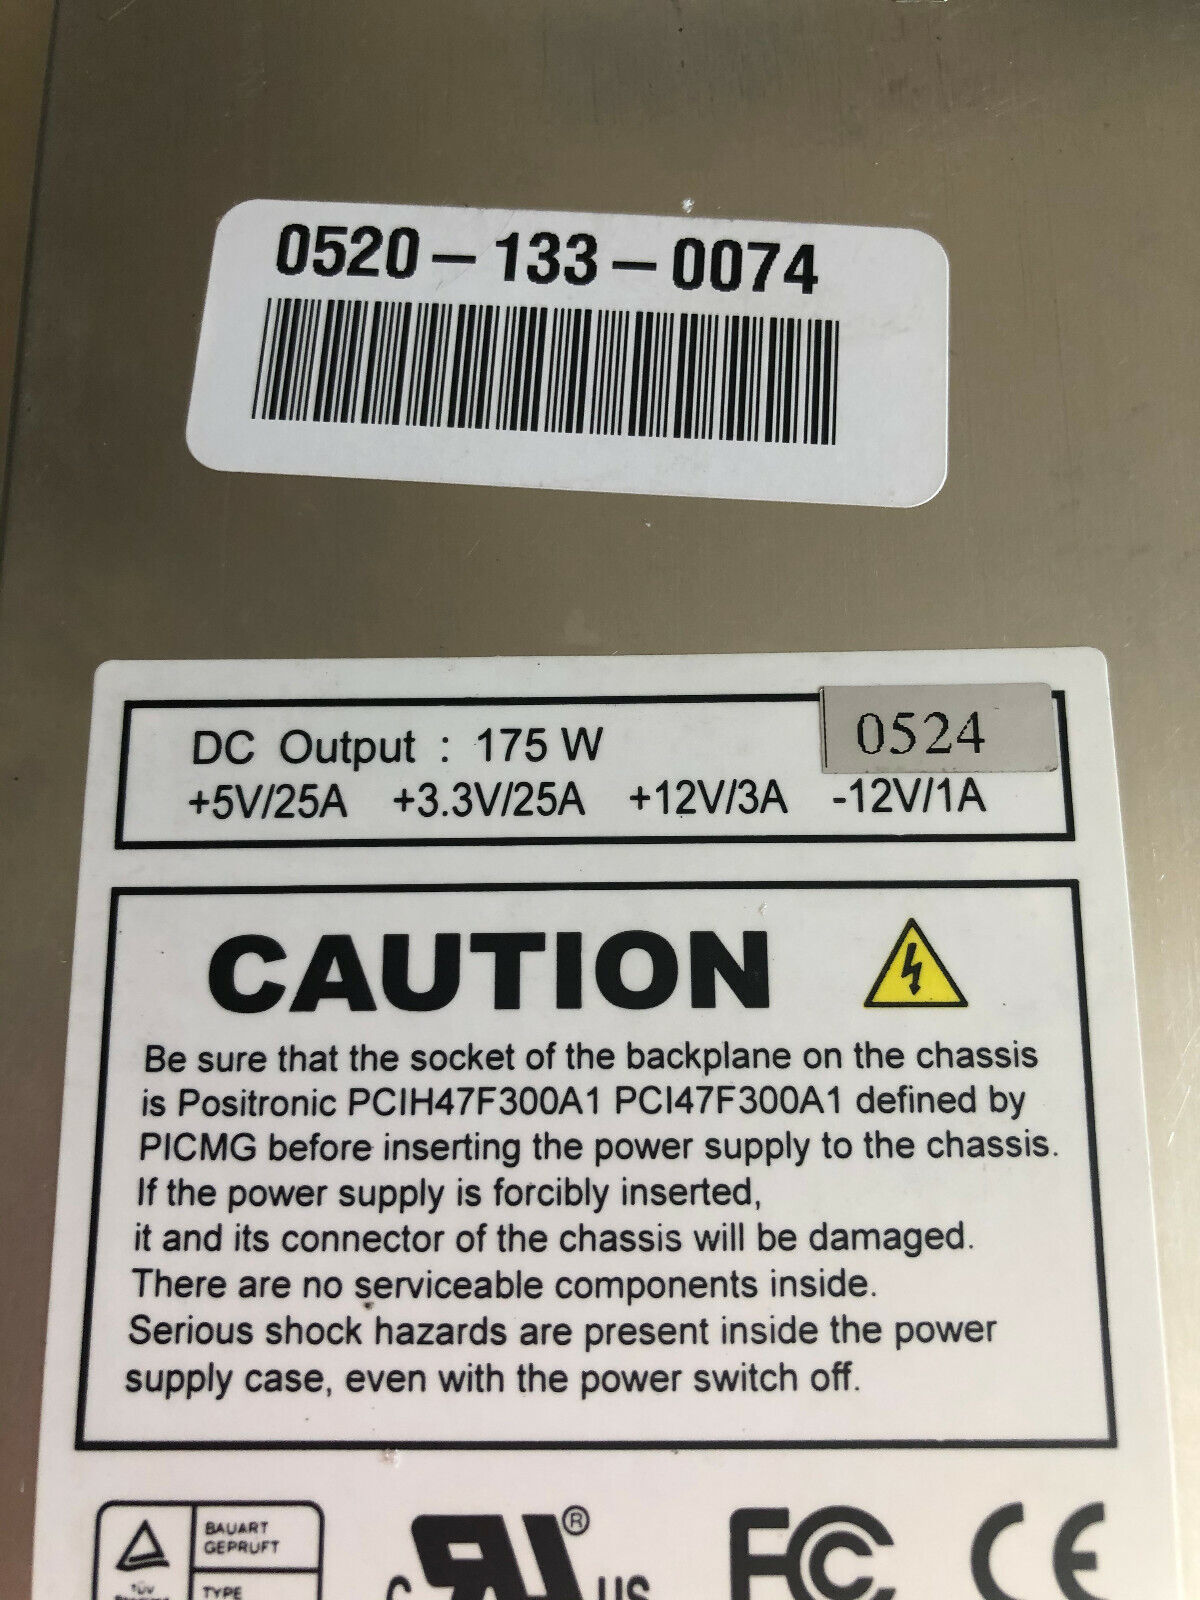 0520-133-0074
DC Output : 175 W
0524
+5V/25A +3.3V/25A +12V/3A -12V/1A
CAUTION
Be sure that the socket of the backplane on the chassis
is Positronic PCIH47F300A1 PCI47F300A1 defined by
PICMG before inserting the power supply to the chassis.
If the power supply is forcibly inserted,
it and its connector of the chassis will be damaged.
There are no serviceable components inside.
Serious shock hazards are present inside the power
supply case, even with the power switch off.
BAUART
GEPRUFT
TÜV
TYPE
®
C US
FC CE